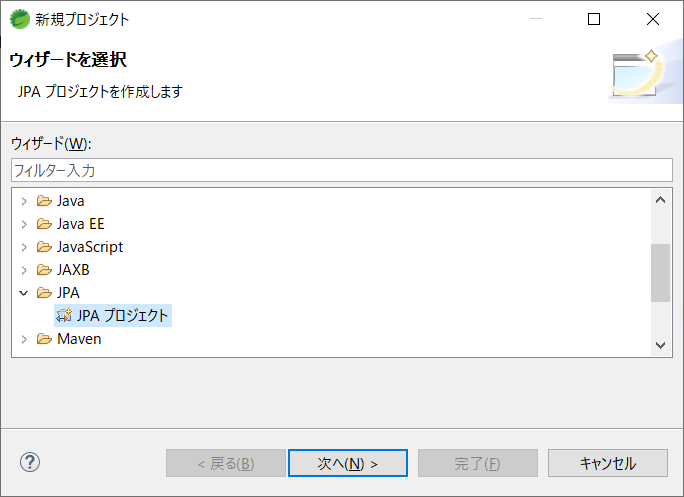 新規プロジェクト
ウィザードを選択
JPA プロジェクトを作成します
ウィザード(W):
フィルター入力
Java
Java EE
JavaScript
JAXB
JPA
JPA プロジェクト
Maven
< 戻る(B)
次へ(N) >
完了(F)
キャンセル